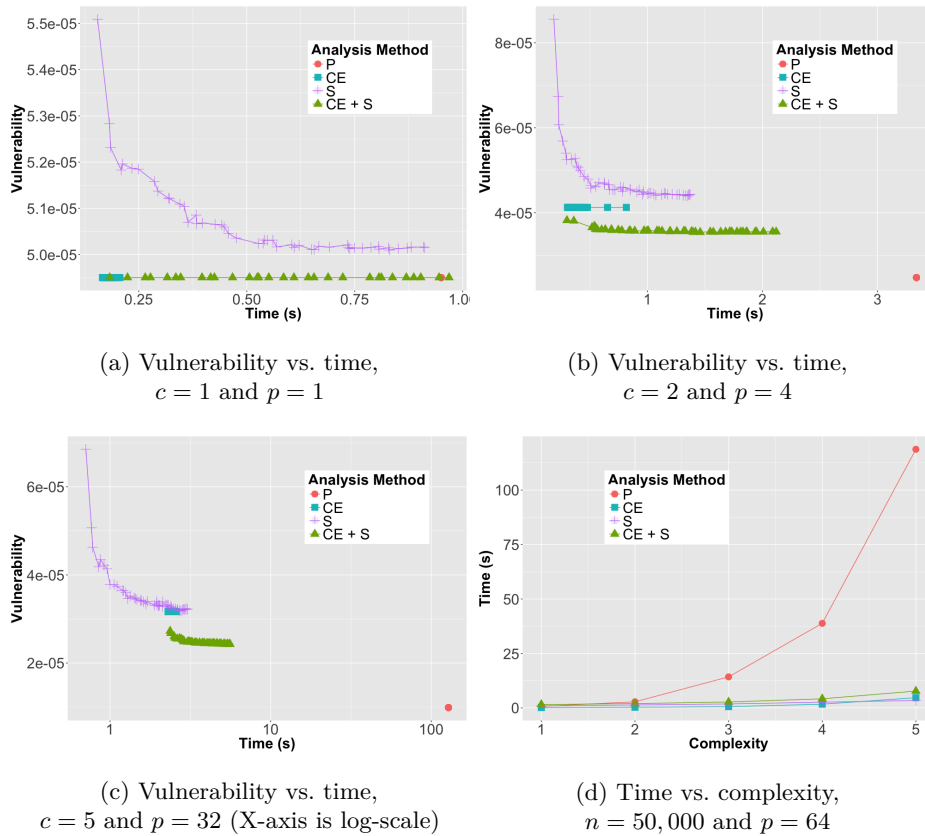 5.5e-05
5.4e-05
5.3e-05
5.2e-05
5.1e-05
5.0e-05
Vulnerability
Analysis Method
P
CE
S
CE + S
0.25 0.50 0.75 1.00
Time (s)
(a) Vulnerability vs. time,
c = 1 and p = 1
8e-05
6e-05
4e-05
Vulnerability
Analysis Method
P
CE
S
CE + S
1 2 3
Time (s)
(b) Vulnerability vs. time,
c = 2 and p = 4
6e-05
4e-05
2e-05
Vulnerability
Analysis Method
P
CE
S
CE + S
1 10 100
Time (s)
(c) Vulnerability vs. time,
c = 5 and p = 32 (X-axis is log-scale)
100
75
50
25
0
Time (s)
Analysis Method
P
CE
S
CE + S
1 2 3 4 5
Complexity
(d) Time vs. complexity,
n = 50,000 and p = 64